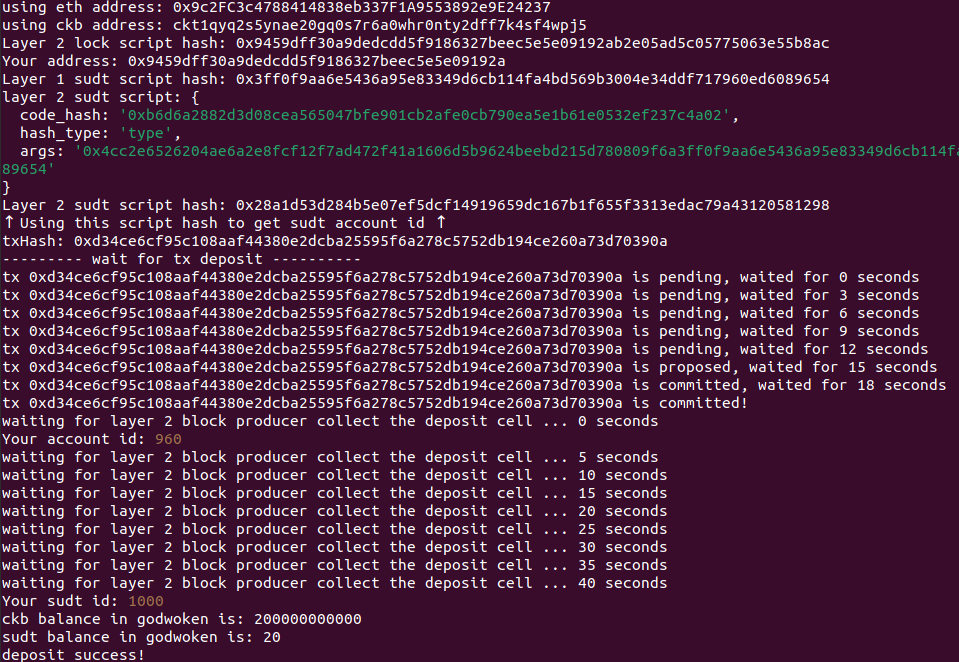 using eth address: 0x9c2FC3c4788414838eb337F1A9553892e9E24237
using ckb address: ckt1qyq2s5ynae20gq0s7r6a0whr0nty2dff7k4sf4wpj5
Layer 2 lock script hash: 0x9459dff30a9dedcdd5f9186327beec5e5e09192ab2e05ad5c05775063e55b8ac
Your address: 0x9459dff30a9dedcdd5f9186327beec5e5e09192a
Layer 1 sudt script hash: 0x3ff0f9aa6e5436a95e83349d6cb114fa4bd569b3004e34ddf717960ed6089654
layer 2 sudt script: {
  code_hash: '0xb6d6a2882d3d08cea565047bfe901cb2afe0cb790ea5e1b61e0532ef237c4a02',
  hash_type: 'type',
  args: '0x4cc2e6526204ae6a2e8fcf12f7ad472f41a1606d5b9624beebd215d780809f6a3ff0f9aa6e5436a95e83349d6cb114fa
89654'
}
Layer 2 sudt script hash: 0x28a1d53d284b5e07ef5dcf14919659dc167b1f655f3313edac79a43120581298
↑Using this script hash to get sudt account id ↑
txHash: 0xd34ce6cf95c108aaf44380e2dcba25595f6a278c5752db194ce260a73d70390a
--------- wait for tx deposit ----------
tx 0xd34ce6cf95c108aaf44380e2dcba25595f6a278c5752db194ce260a73d70390a is pending, waited for 0 seconds
tx 0xd34ce6cf95c108aaf44380e2dcba25595f6a278c5752db194ce260a73d70390a is pending, waited for 3 seconds
tx 0xd34ce6cf95c108aaf44380e2dcba25595f6a278c5752db194ce260a73d70390a is pending, waited for 6 seconds
tx 0xd34ce6cf95c108aaf44380e2dcba25595f6a278c5752db194ce260a73d70390a is pending, waited for 9 seconds
tx 0xd34ce6cf95c108aaf44380e2dcba25595f6a278c5752db194ce260a73d70390a is pending, waited for 12 seconds
tx 0xd34ce6cf95c108aaf44380e2dcba25595f6a278c5752db194ce260a73d70390a is proposed, waited for 15 seconds
tx 0xd34ce6cf95c108aaf44380e2dcba25595f6a278c5752db194ce260a73d70390a is committed, waited for 18 seconds
tx 0xd34ce6cf95c108aaf44380e2dcba25595f6a278c5752db194ce260a73d70390a is committed!
waiting for layer 2 block producer collect the deposit cell ... 0 seconds
Your account id: 960
waiting for layer 2 block producer collect the deposit cell ... 5 seconds
waiting for layer 2 block producer collect the deposit cell ... 10 seconds
waiting for layer 2 block producer collect the deposit cell ... 15 seconds
waiting for layer 2 block producer collect the deposit cell ... 20 seconds
waiting for layer 2 block producer collect the deposit cell ... 25 seconds
waiting for layer 2 block producer collect the deposit cell ... 30 seconds
waiting for layer 2 block producer collect the deposit cell ... 35 seconds
waiting for layer 2 block producer collect the deposit cell ... 40 seconds
Your sudt id: 1000
ckb balance in godwoken is: 200000000000
sudt balance in godwoken is: 20
deposit success!